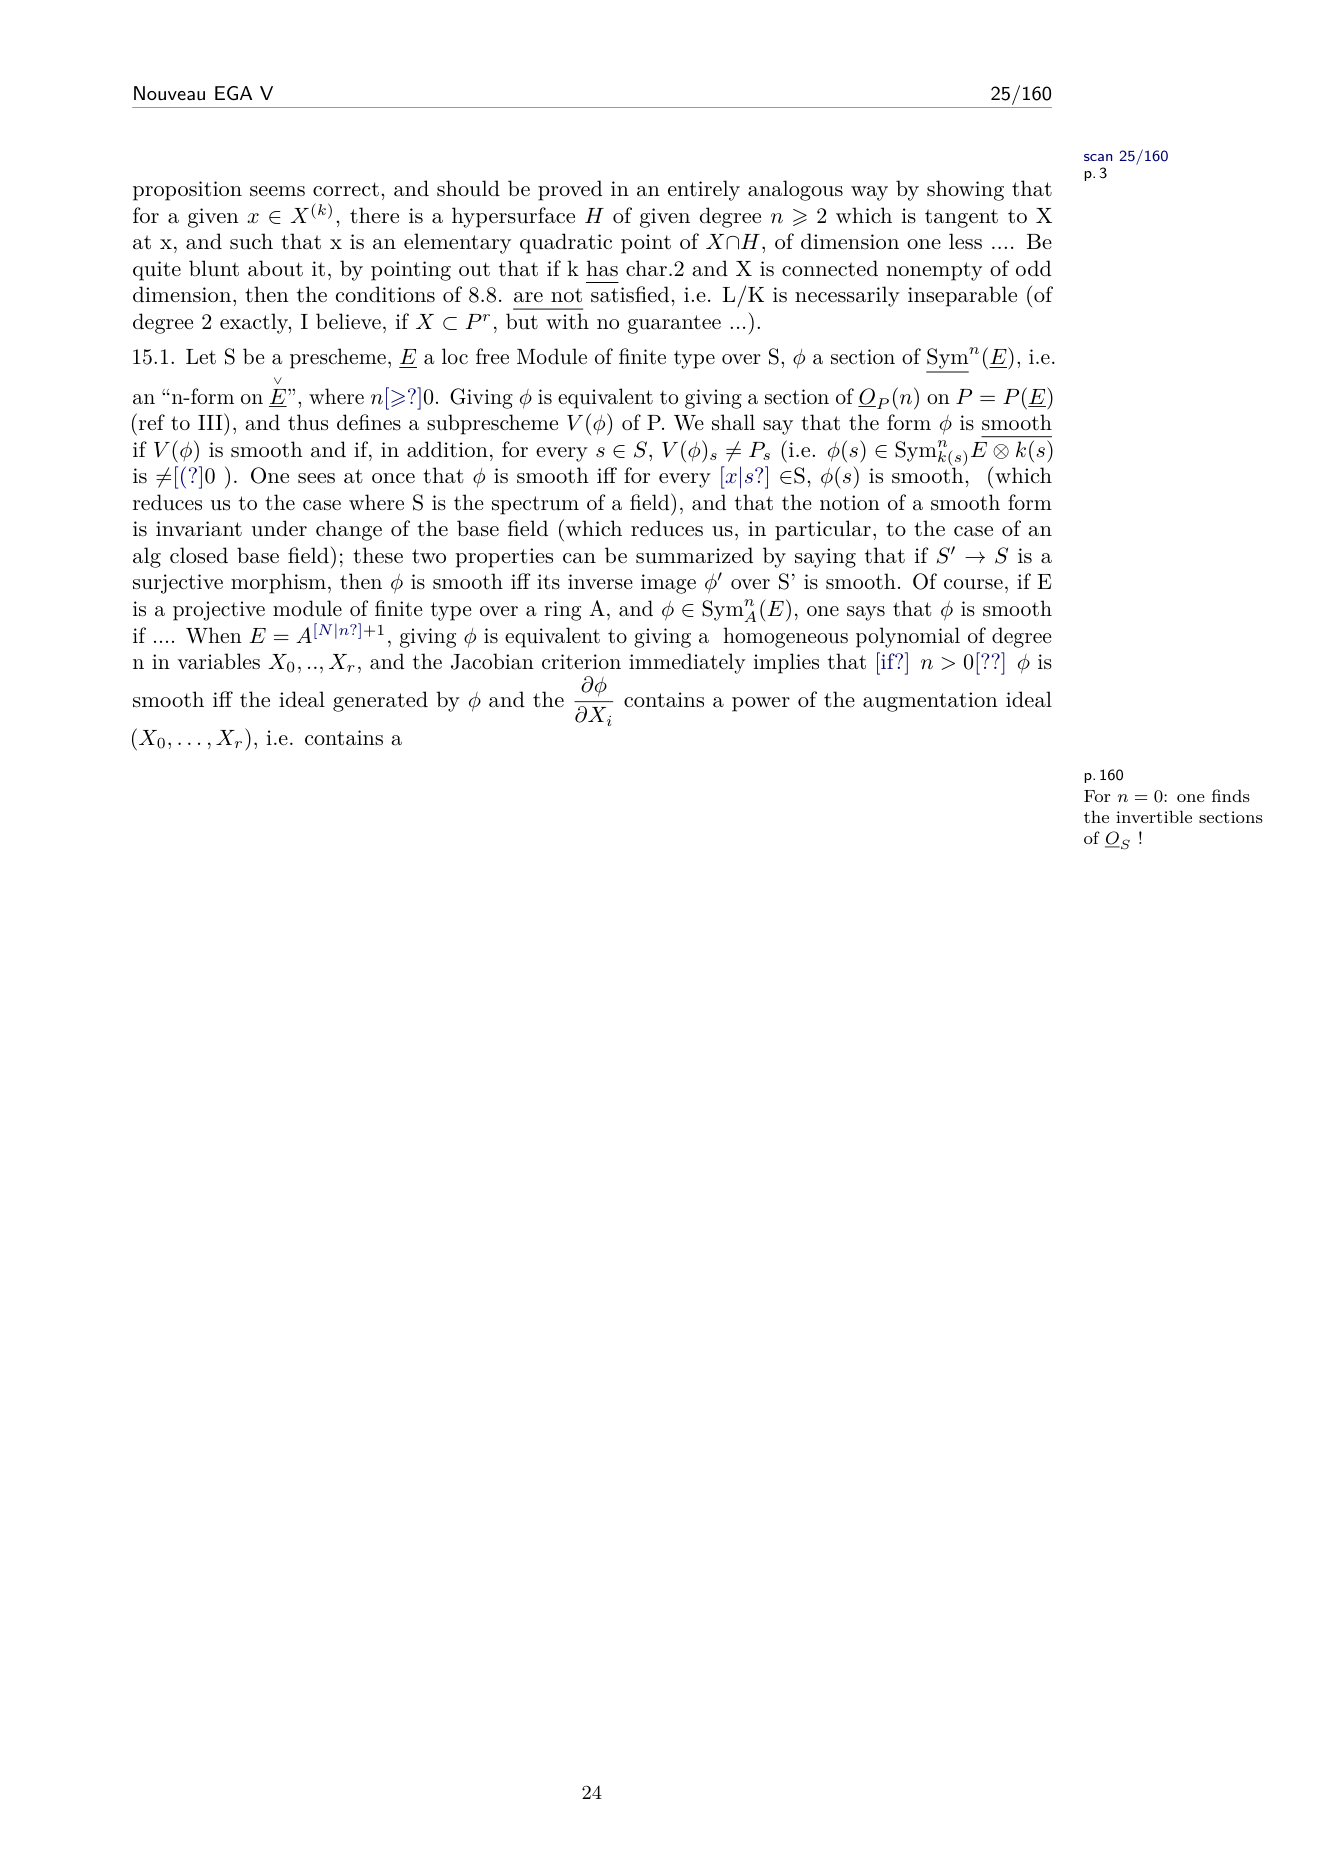 Nouveau EGA V 25/160
scan 25/160
p. 3
proposition seems correct, and should be proved in an entirely analogous way by showing that
for a given x ∈ X^(k), there is a hypersurface H of given degree n ⩾ 2 which is tangent to X
at x, and such that x is an elementary quadratic point of X∩H, of dimension one less .... Be
quite blunt about it, by pointing out that if k has char.2 and X is connected nonempty of odd
dimension, then the conditions of 8.8. are not satisfied, i.e. L/K is necessarily inseparable (of
degree 2 exactly, I believe, if X ⊂ P^r, but with no guarantee ...).
15.1. Let S be a prescheme, E a loc free Module of finite type over S, ϕ a section of Sym^n(E), i.e.
an “n-form on Ě”, where n[⩾?]0. Giving ϕ is equivalent to giving a section of O_P(n) on P = P(E)
(ref to III), and thus defines a subprescheme V(ϕ) of P. We shall say that the form ϕ is smooth
if V(ϕ) is smooth and if, in addition, for every s ∈ S, V(ϕ)_s ≠ P_s (i.e. ϕ(s) ∈ Sym^n_{k(s)} E ⊗ k(s)
is ≠[(?]0 ). One sees at once that ϕ is smooth iff for every [x|s?] ∈S, ϕ(s) is smooth, (which
reduces us to the case where S is the spectrum of a field), and that the notion of a smooth form
is invariant under change of the base field (which reduces us, in particular, to the case of an
alg closed base field); these two properties can be summarized by saying that if S′ → S is a
surjective morphism, then ϕ is smooth iff its inverse image ϕ′ over S’ is smooth. Of course, if E
is a projective module of finite type over a ring A, and ϕ ∈ Sym^n_A(E), one says that ϕ is smooth
if .... When E = A^{[N|n?]+1}, giving ϕ is equivalent to giving a homogeneous polynomial of degree
n in variables X_0, .., X_r, and the Jacobian criterion immediately implies that [if?] n > 0[??] ϕ is
smooth iff the ideal generated by ϕ and the ∂ϕ/∂X_i contains a power of the augmentation ideal
(X_0, . . . , X_r), i.e. contains a
p. 160
For n = 0: one finds
the invertible sections
of O_S !
24